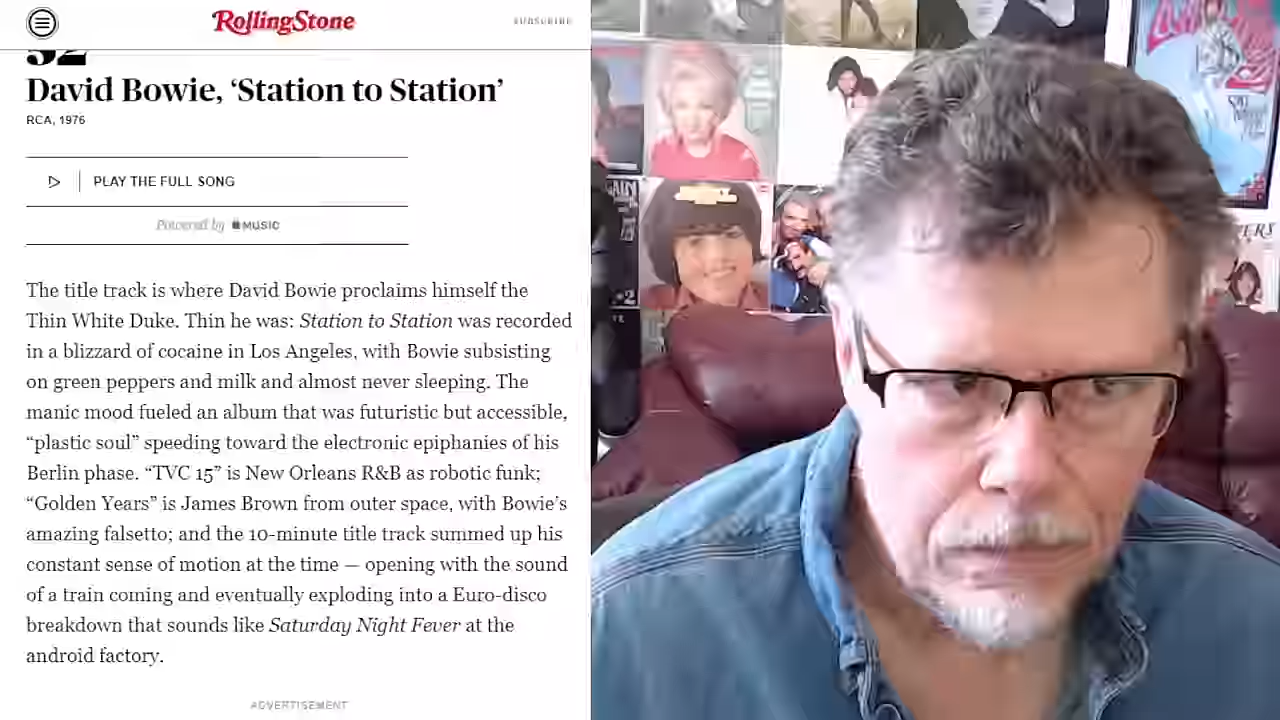 RollingStone
SUBSCRIBE
52
David Bowie, ‘Station to Station’
RCA, 1976
PLAY THE FULL SONG
Powered by MUSIC
The title track is where David Bowie proclaims himself the
Thin White Duke. Thin he was: Station to Station was recorded
in a blizzard of cocaine in Los Angeles, with Bowie subsisting
on green peppers and milk and almost never sleeping. The
manic mood fueled an album that was futuristic but accessible,
“plastic soul” speeding toward the electronic epiphanies of his
Berlin phase. “TVC 15” is New Orleans R&B as robotic funk;
“Golden Years” is James Brown from outer space, with Bowie’s
amazing falsetto; and the 10-minute title track summed up his
constant sense of motion at the time — opening with the sound
of a train coming and eventually exploding into a Euro-disco
breakdown that sounds like Saturday Night Fever at the
android factory.
ADVERTISEMENT